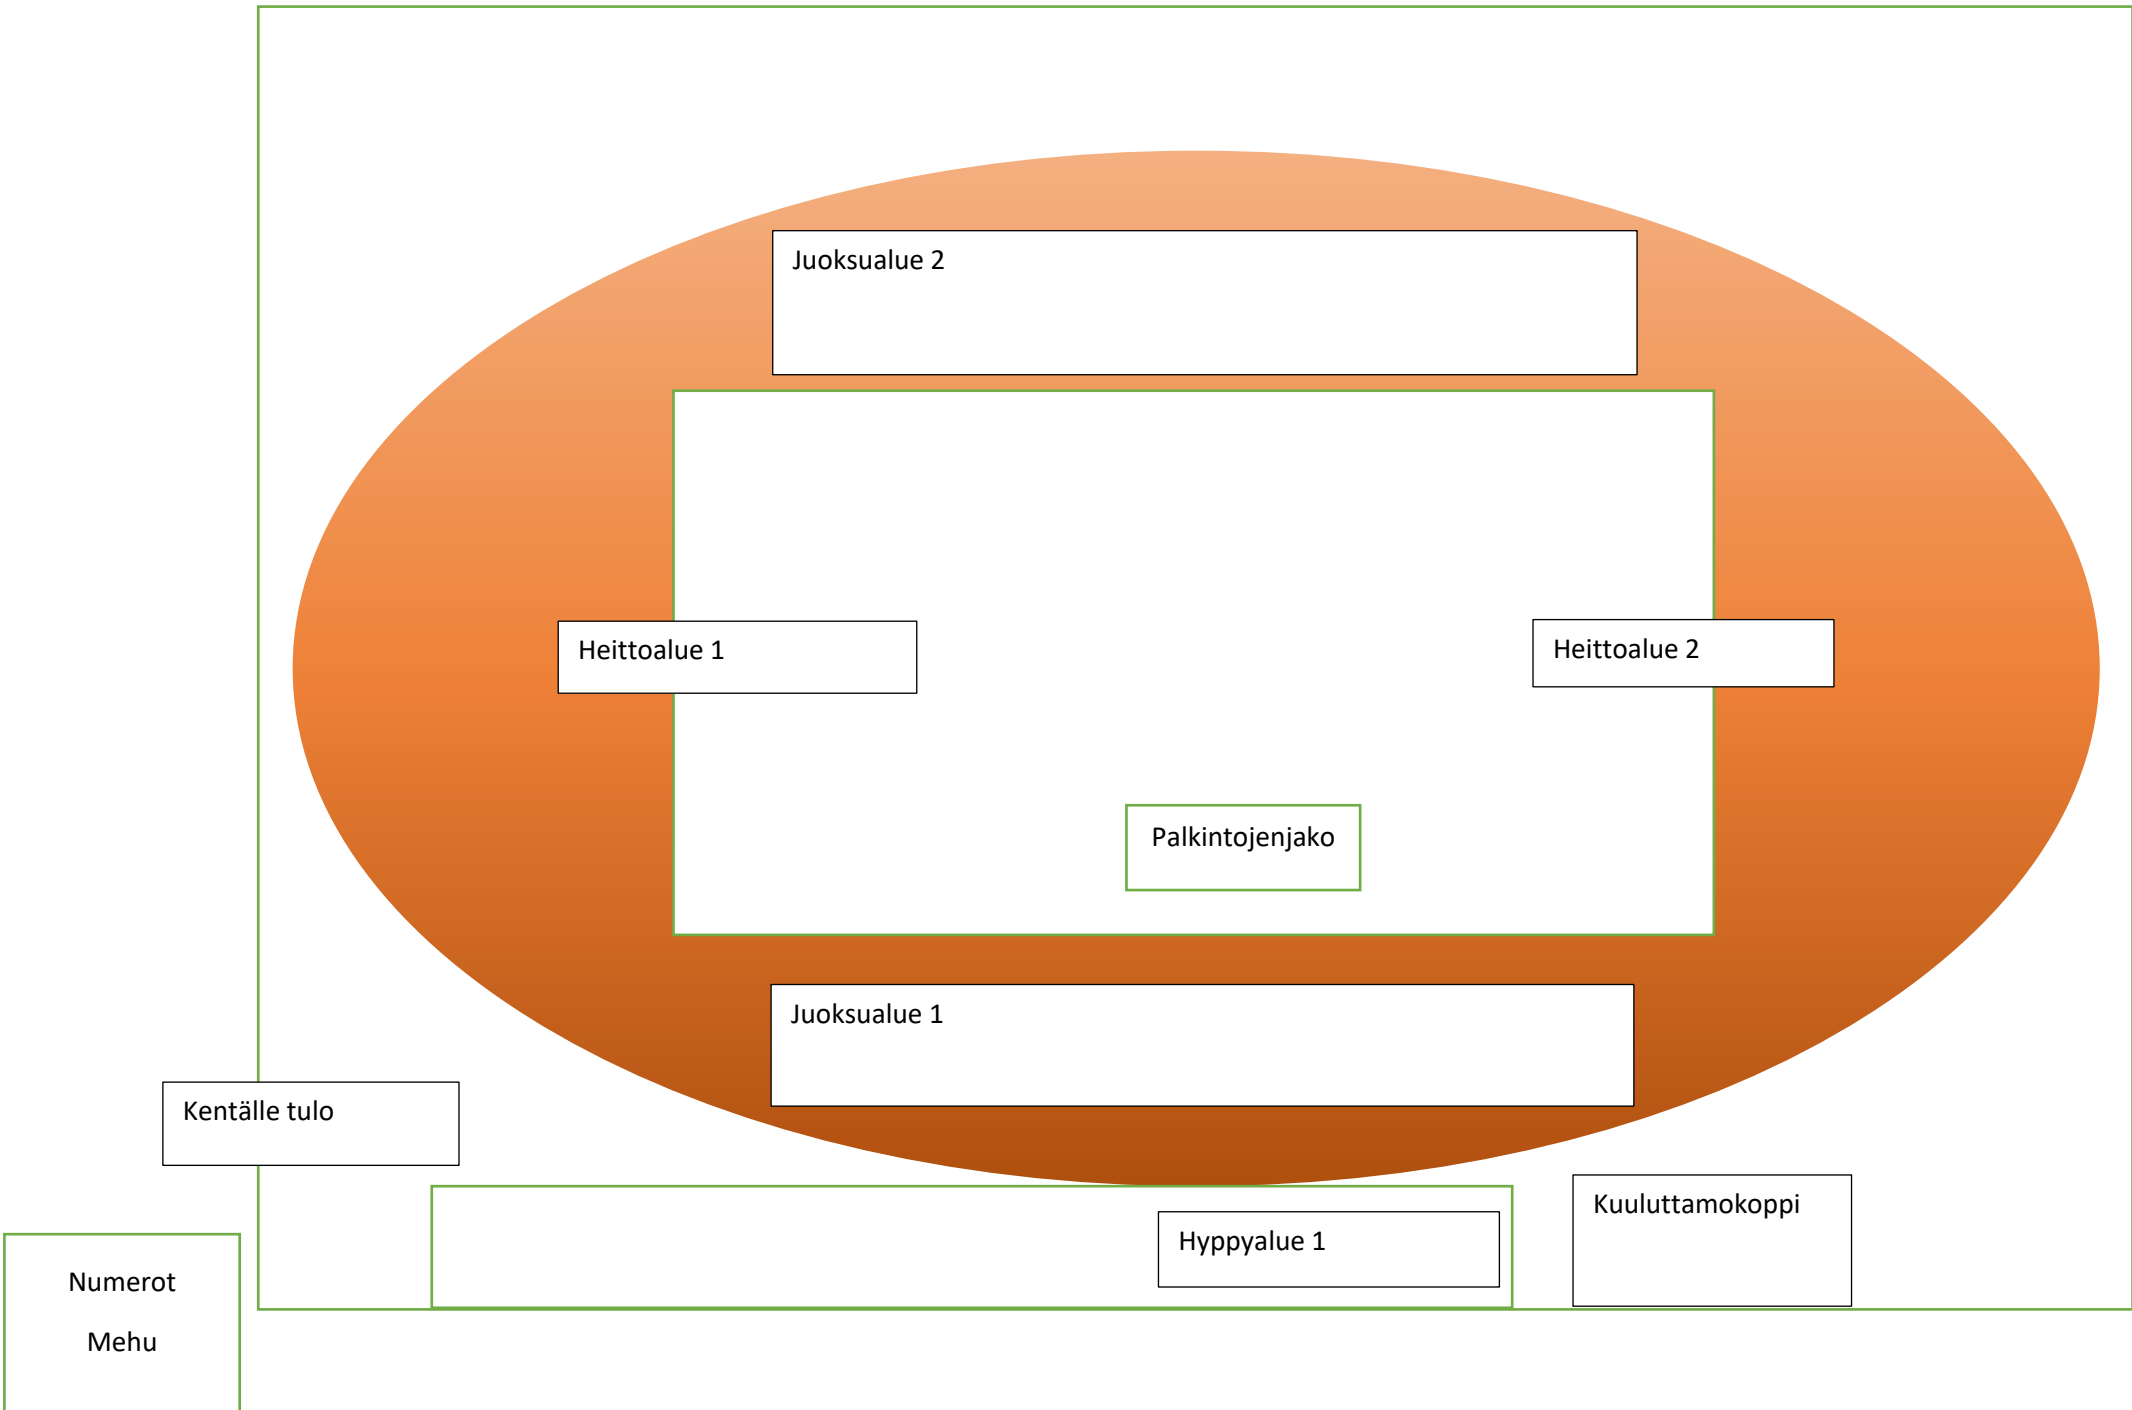 Juoksualue 2
Heittoalue 1
Heittoalue 2
Palkintojenjako
Juoksualue 1
Kentälle tulo
Kuuluttamokoppi
Hyppyalue 1
Numerot
Mehu